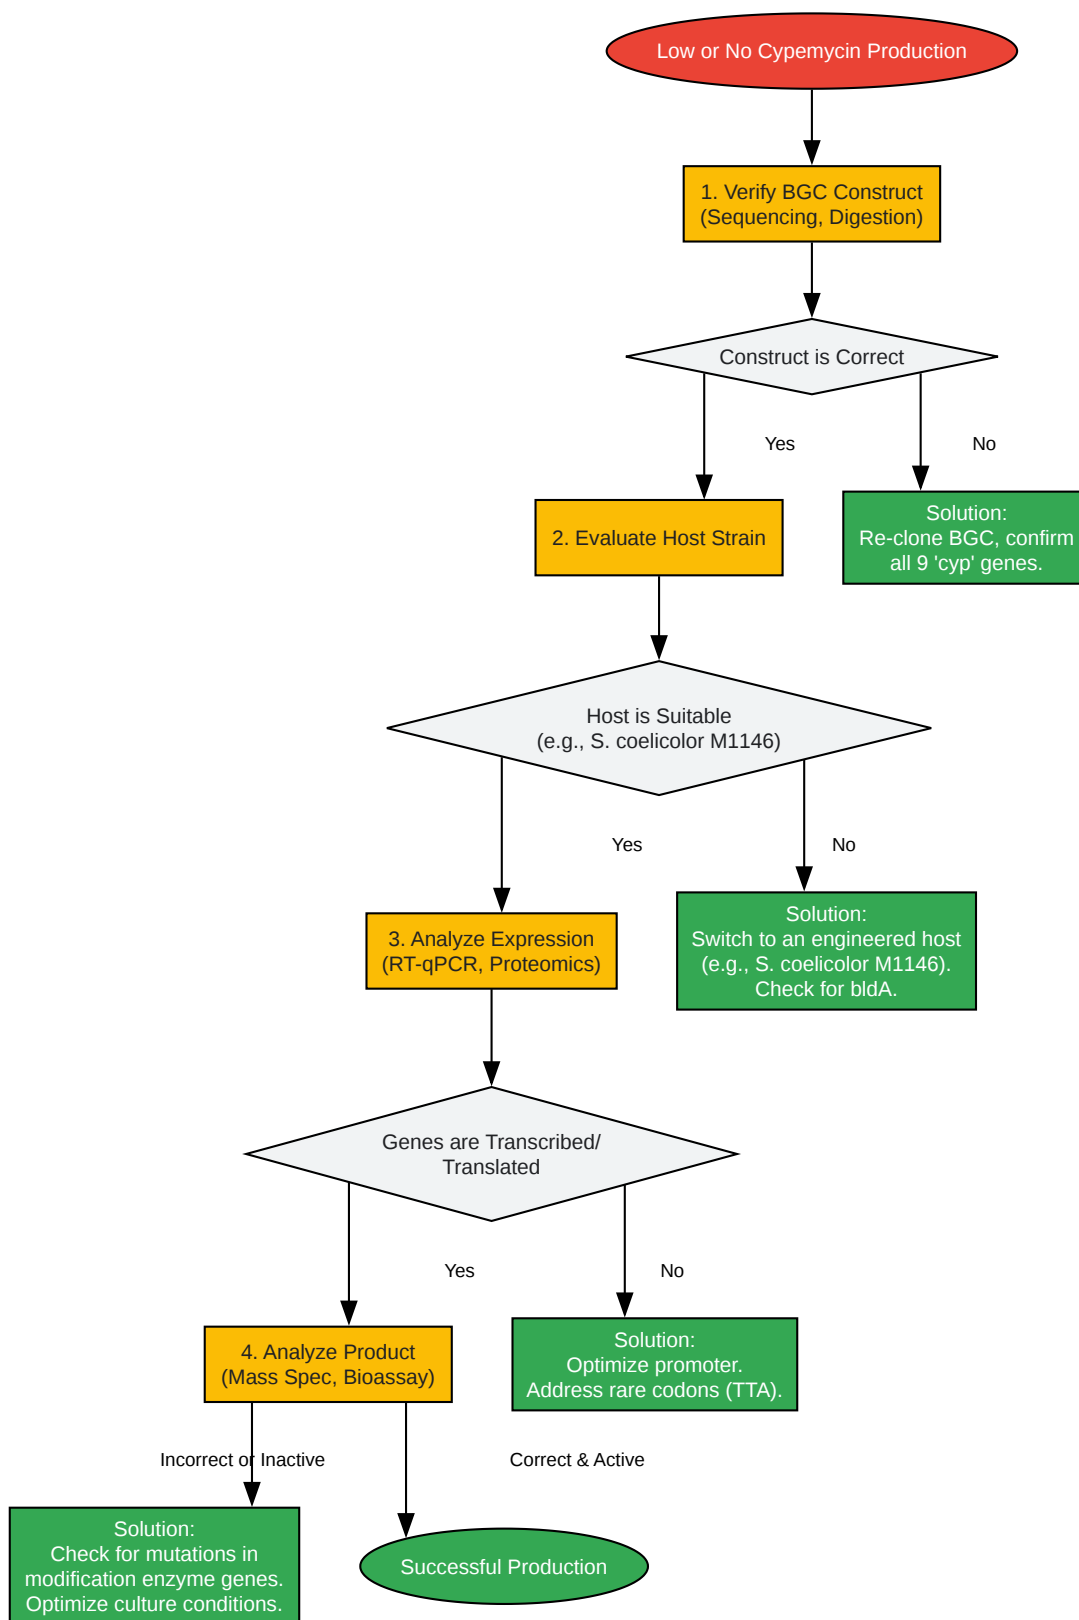 Low or No Cypemycin Production
1. Verify BGC Construct
(Sequencing, Digestion)
Construct is Correct
Yes
No
2. Evaluate Host Strain
Solution:
Re-clone BGC, confirm
all 9 'cyp' genes.
Host is Suitable
(e.g., S. coelicolor M1146)
Yes
No
3. Analyze Expression
(RT-qPCR, Proteomics)
Solution:
Switch to an engineered host
(e.g., S. coelicolor M1146).
Check for bldA.
Genes are Transcribed/
Translated
Yes
No
4. Analyze Product
(Mass Spec, Bioassay)
Solution:
Optimize promoter.
Address rare codons (TTA).
Incorrect or Inactive
Correct & Active
Solution:
Check for mutations in
modification enzyme genes.
Optimize culture conditions.
Successful Production